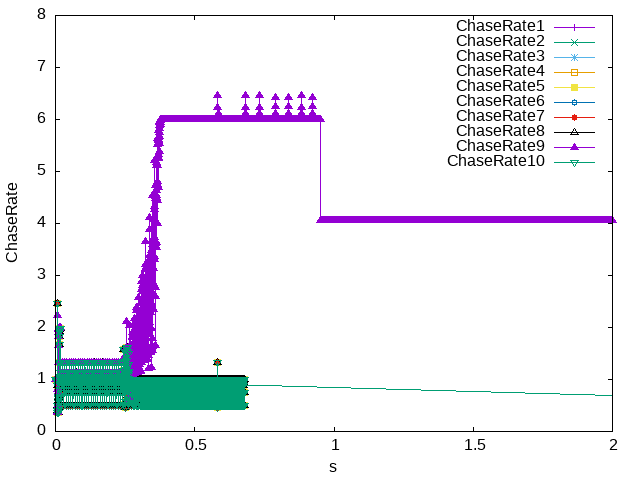 8
7
6
5
4
3
2
1
0
0
0.5
1
1.5
2
ChaseRate
s
ChaseRate1
ChaseRate2
ChaseRate3
ChaseRate4
ChaseRate5
ChaseRate6
ChaseRate7
ChaseRate8
ChaseRate9
ChaseRate10